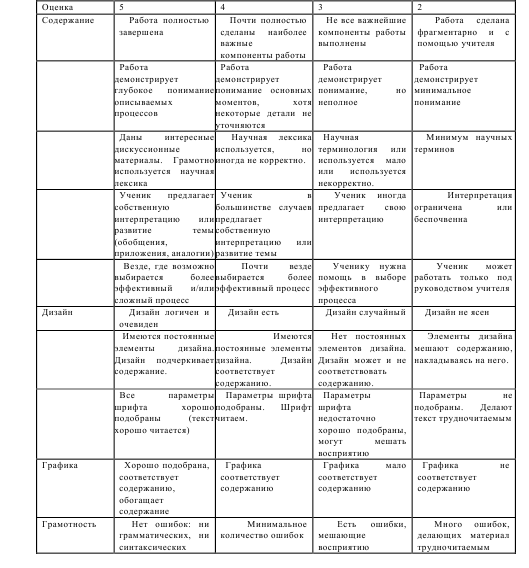 Оценка 5 4 3 2
Содержание Работа полностью Почти полностью Не все важнейшие Работа сделана
завершена сделаны наиболее компоненты работы фрагментарно и с
важные выполнены помощью учителя
компоненты работы
Работа Работа Работа Работа
демонстрирует демонстрирует демонстрирует демонстрирует
глубокое понимание понимание основных понимание, но минимальное
описываемых моментов, хотя неполное понимание
процессов некоторые детали не
уточняются
Даны интересные Научная лексика Научная Минимум научных
дискуссионные используется, но терминология или терминов
материалы. Грамотно иногда не корректно. используется мало
используется научная или используется
лексика некорректно.
Ученик предлагает Ученик в Ученик иногда Интерпретация
собственную большинстве случаев предлагает свою ограничена или
интерпретацию или предлагает интерпретацию беспочвенна
развитие темы собственную
(обобщения, интерпретацию или
приложения, аналогии) развитие темы
Везде, где возможно Почти везде Ученику нужна Ученик может
выбирается более выбирается более помощь в выборе работать только под
эффективный и/или эффективный процесс эффективного руководством учителя
сложный процесс процесса
Дизайн Дизайн логичен и Дизайн есть Дизайн случайный Дизайн не ясен
очевиден
Имеются постоянные Имеются Нет постоянных Элементы дизайна
элементы дизайна. постоянные элементы элементов дизайна. мешают содержанию,
Дизайн подчеркивает дизайна. Дизайн Дизайн может и не накладываясь на него.
содержание. соответствует соответствовать
содержанию. содержанию.
Все параметры Параметры шрифта Параметры Параметры не
шрифта хорошо подобраны. Шрифт шрифта подобраны. Делают
подобраны (текст читаем. недостаточно текст трудночитаемым
хорошо читается) хорошо подобраны,
могут мешать
восприятию
Графика Хорошо подобрана, Графика Графика мало Графика не
соответствует соответствует соответствует соответствует
содержанию, содержанию содержанию содержанию
обогащает
содержание
Грамотность Нет ошибок: ни Минимальное Есть ошибки, Много ошибок,
грамматических, ни количество ошибок мешающие делающих материал
синтаксических восприятию трудночитаемым